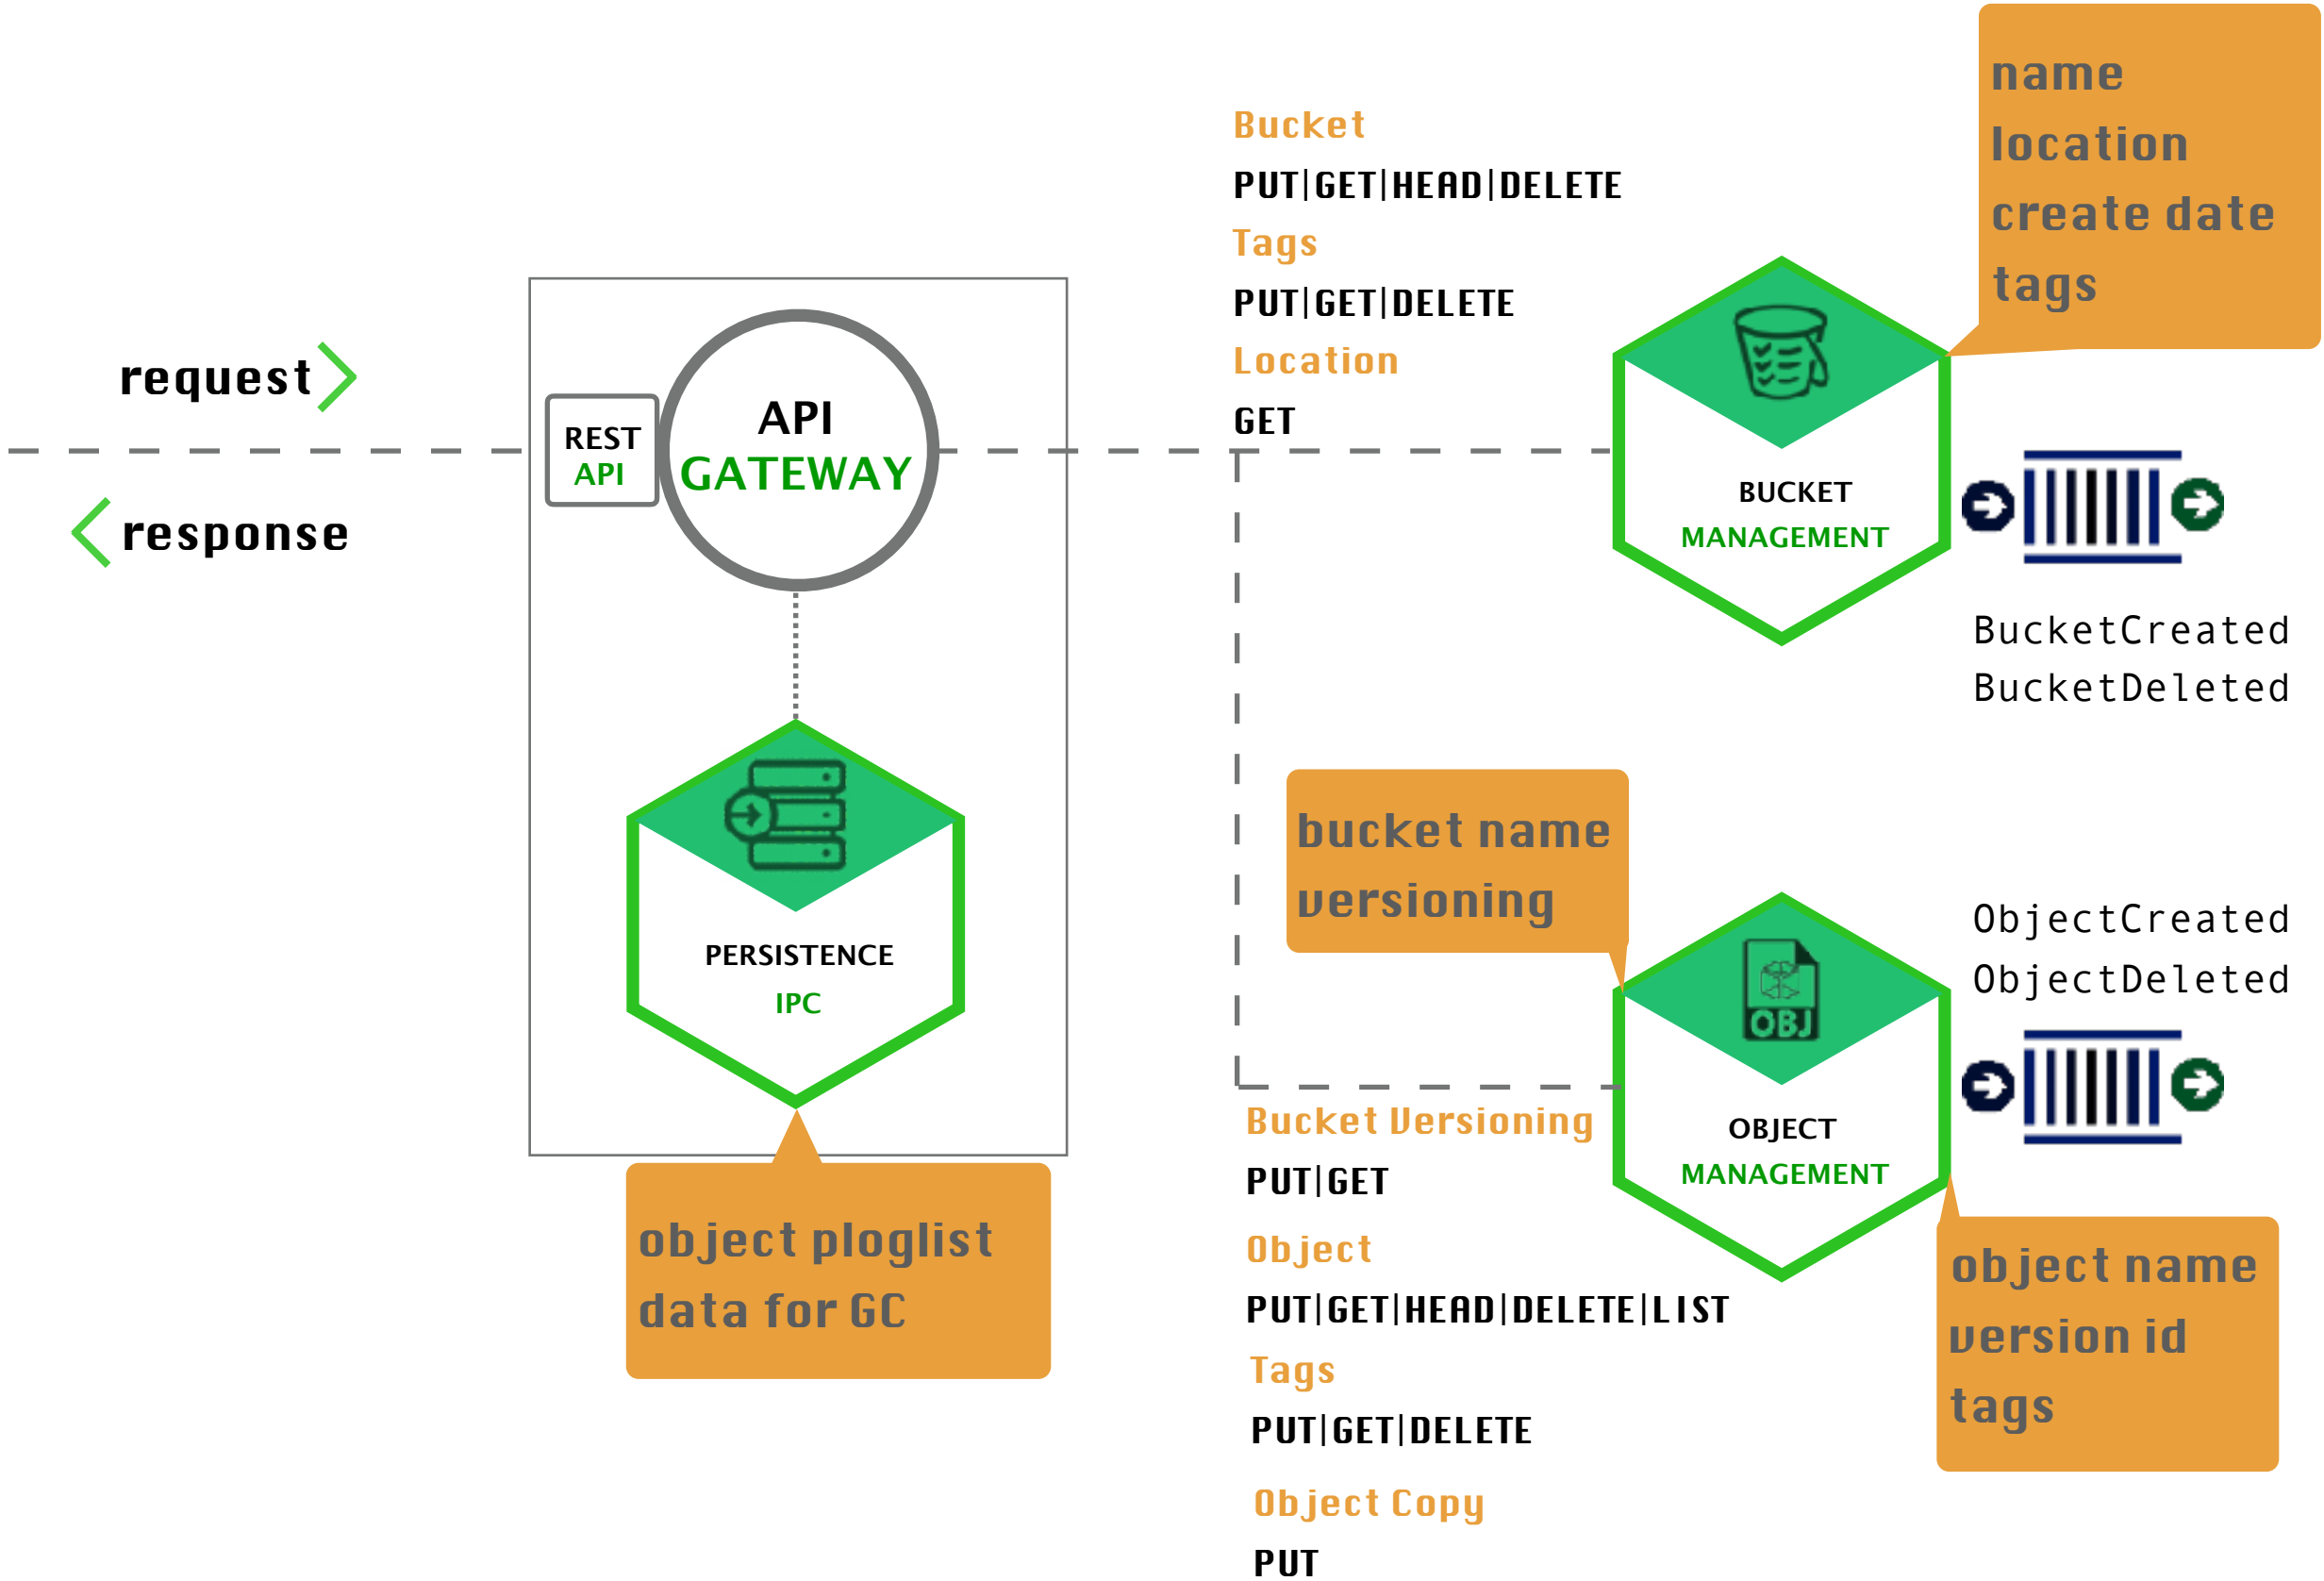 request
response
REST
API
API
GATEWAY
PERSISTENCE
IPC
object ploglist
data for GC
Bucket
PUT|GET|HEAD|DELETE
Tags
PUT|GET|DELETE
Location
GET
name
location
create date
tags
BUCKET
MANAGEMENT
BucketCreated
BucketDeleted
bucket name
versioning
ObjectCreated
ObjectDeleted
OBJ
OBJECT
MANAGEMENT
Bucket Versioning
PUT|GET
Object
PUT|GET|HEAD|DELETE|LIST
Tags
PUT|GET|DELETE
Object Copy
PUT
object name
version id
tags